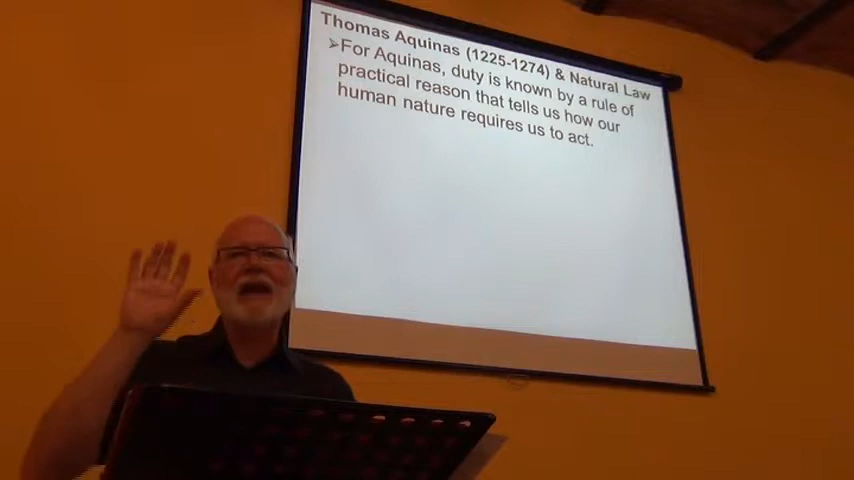 Thomas Aquinas (1225-1274) & Natural Law
➢For Aquinas, duty is known by a rule of
practical reason that tells us how our
human nature requires us to act.